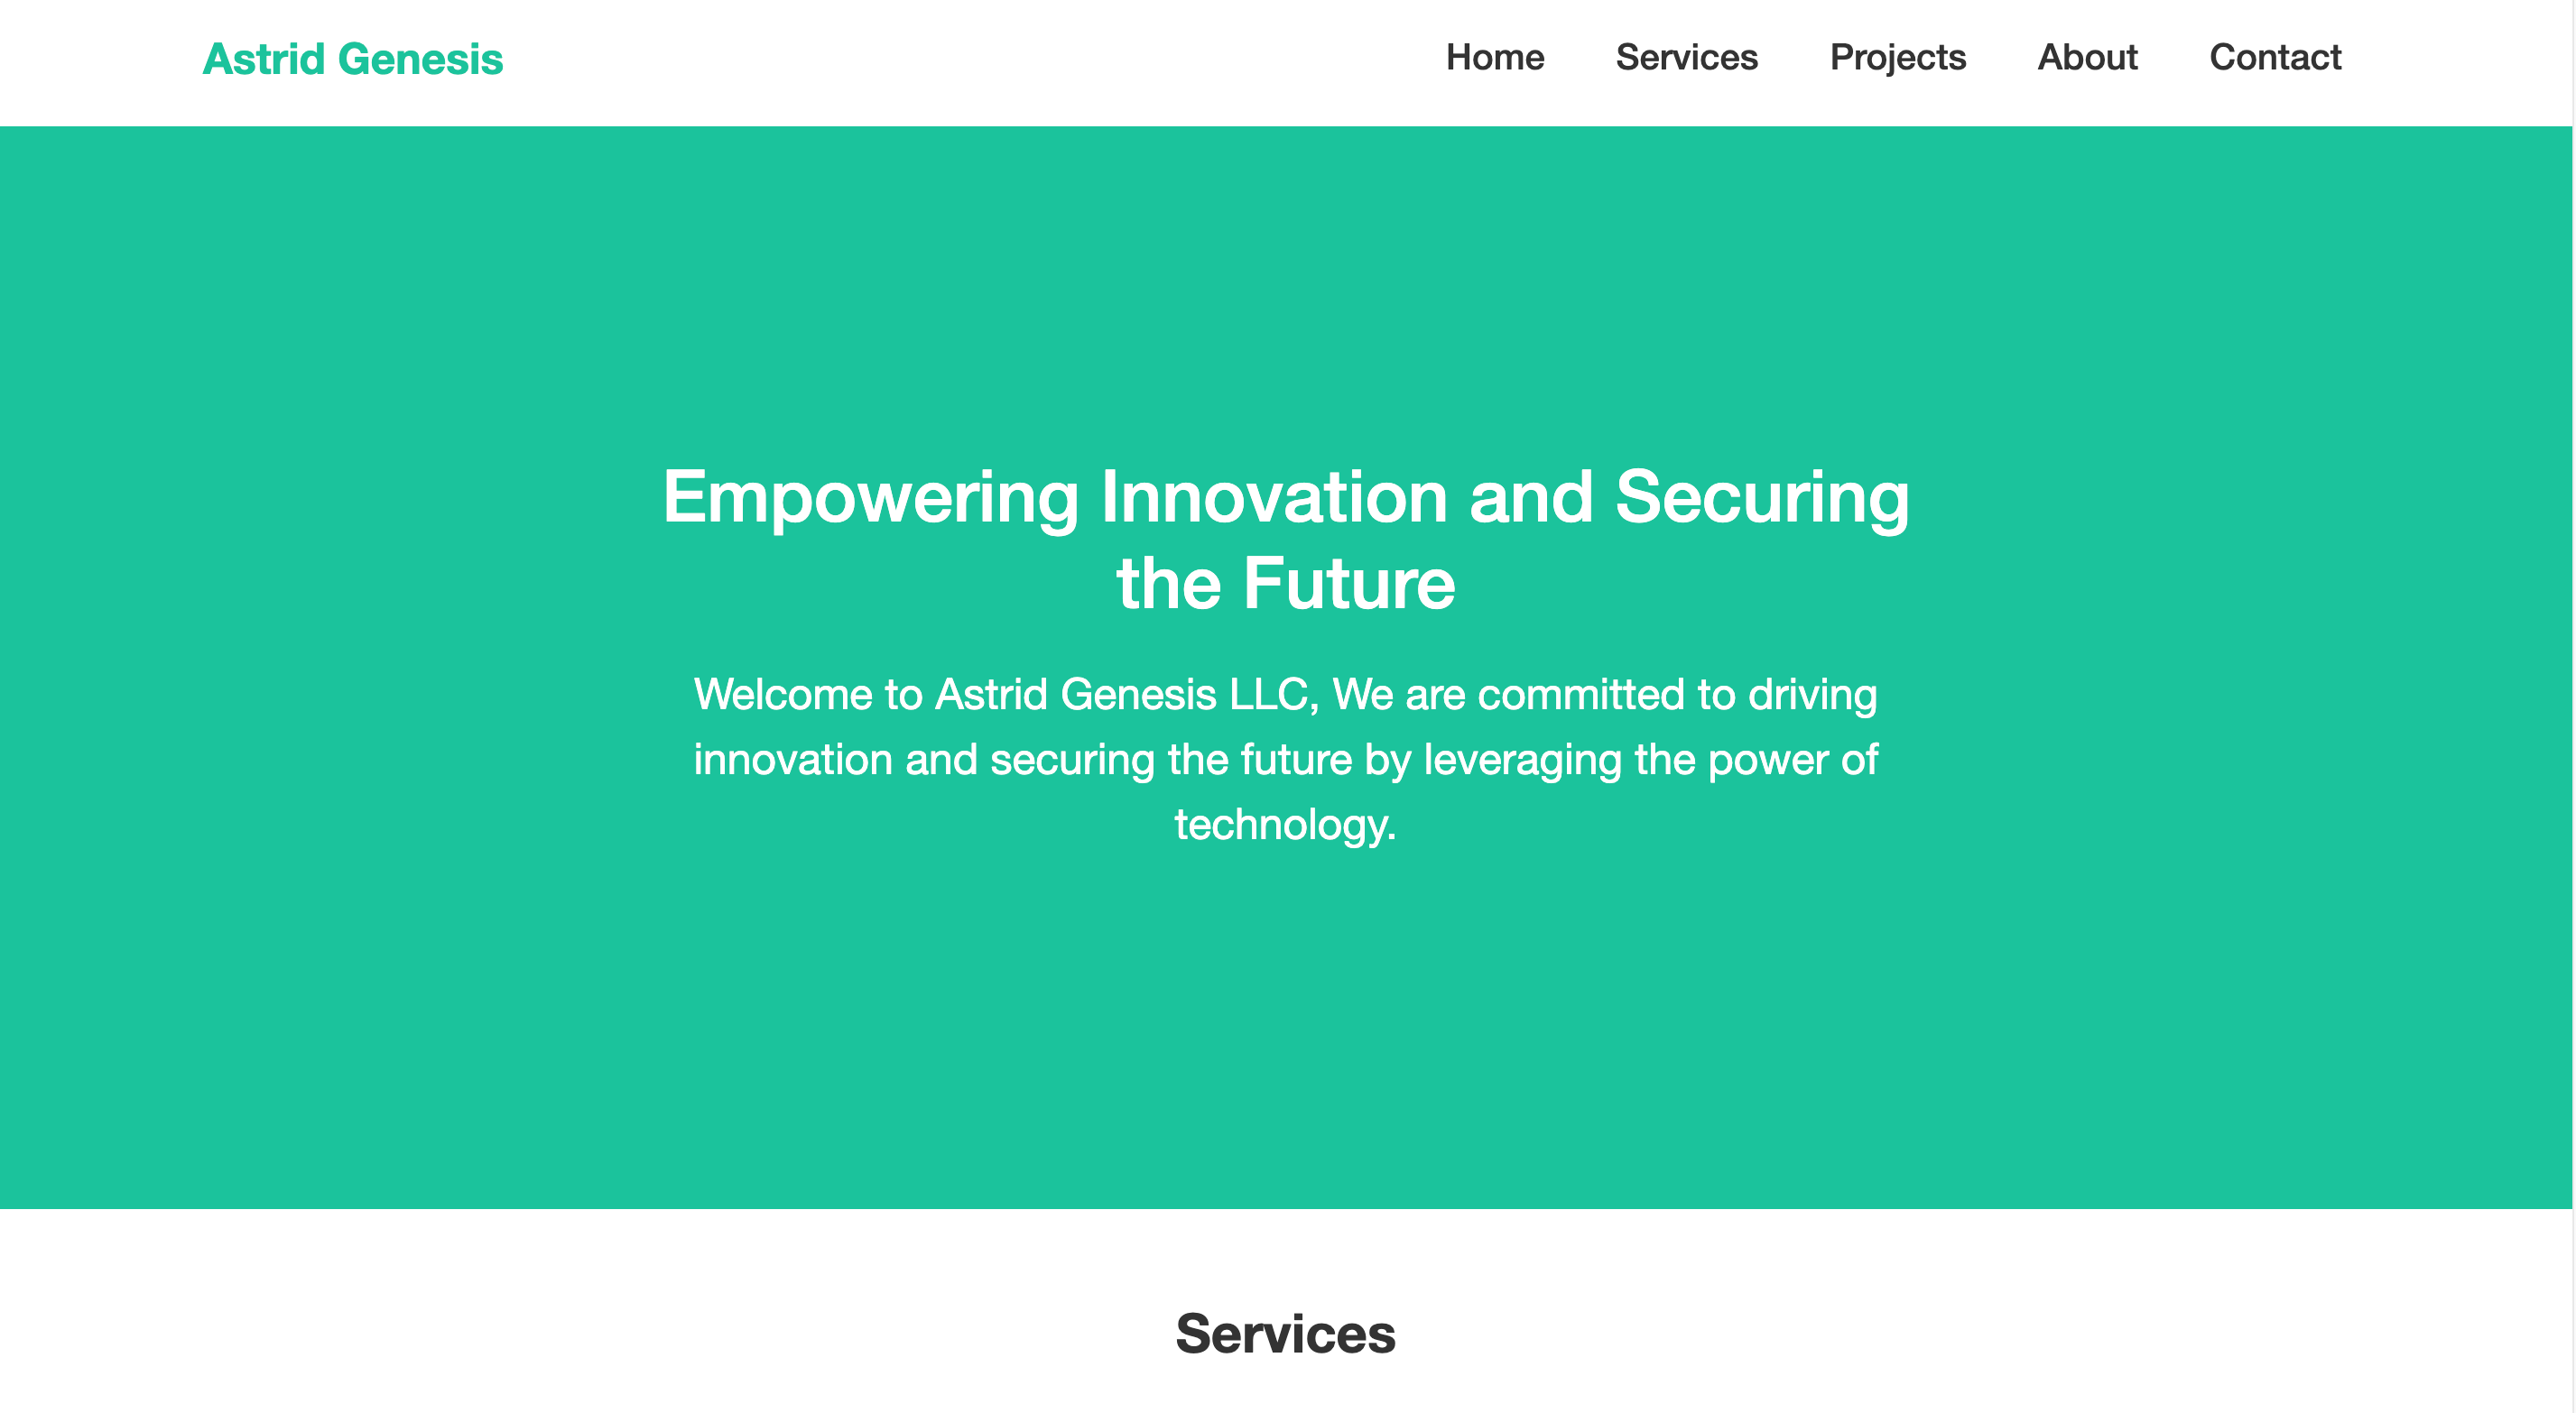 Astrid Genesis
Home Services Projects About Contact
Empowering Innovation and Securing
the Future
Welcome to Astrid Genesis LLC, We are committed to driving
innovation and securing the future by leveraging the power of
technology.
Services